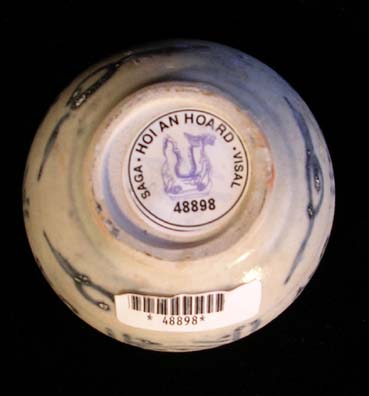 SAGA · HOI AN HOARD · VISAL
48898
* 48898*